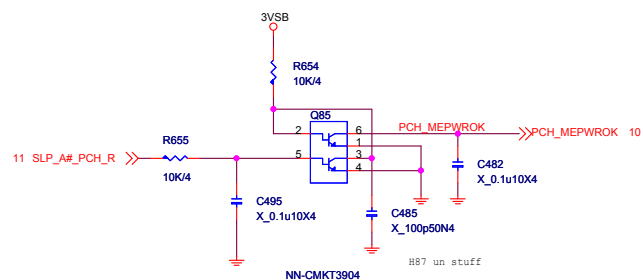 3VSB
R654
10K/4
Q85
2
6
PCH_MEPWROK
PCH_MEPWROK 10
1
R655
11 SLP_A#_PCH_R
5
3
4
10K/4
C482
X_0.1u10X4
C495
X_0.1u10X4
C485
X_100p50N4
H87 un stuff
NN-CMKT3904